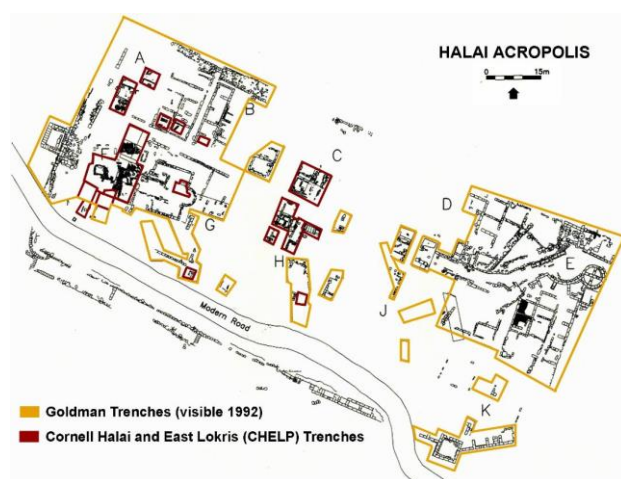 HALAI ACROPOLIS
0 15m
A
B
C
D
E
F
G
H
J
K
Modern Road
Goldman Trenches (visible 1992)
Cornell Halai and East Lokris (CHELP) Trenches